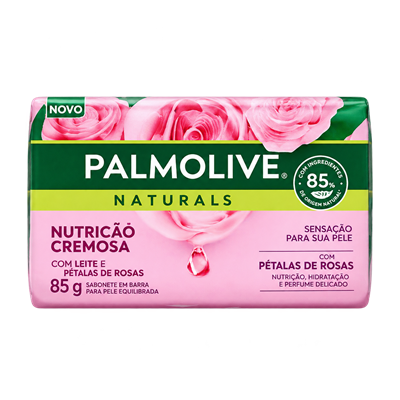 NOVO
PALMOLIVE®
NATURALS
COM INGREDIENTES
85%
DE ORIGEM NATURAL*
NUTRICÃO
CREMOSA
COM LEITE E
PÉTALAS DE ROSAS
85 g SABONETE EM BARRA
PARA PELE EQUILIBRADA
SENSAÇÃO
PARA SUA PELE
COM
PÉTALAS DE ROSAS
NUTRIÇÃO, HIDRATAÇÃO
E PERFUME DELICADO